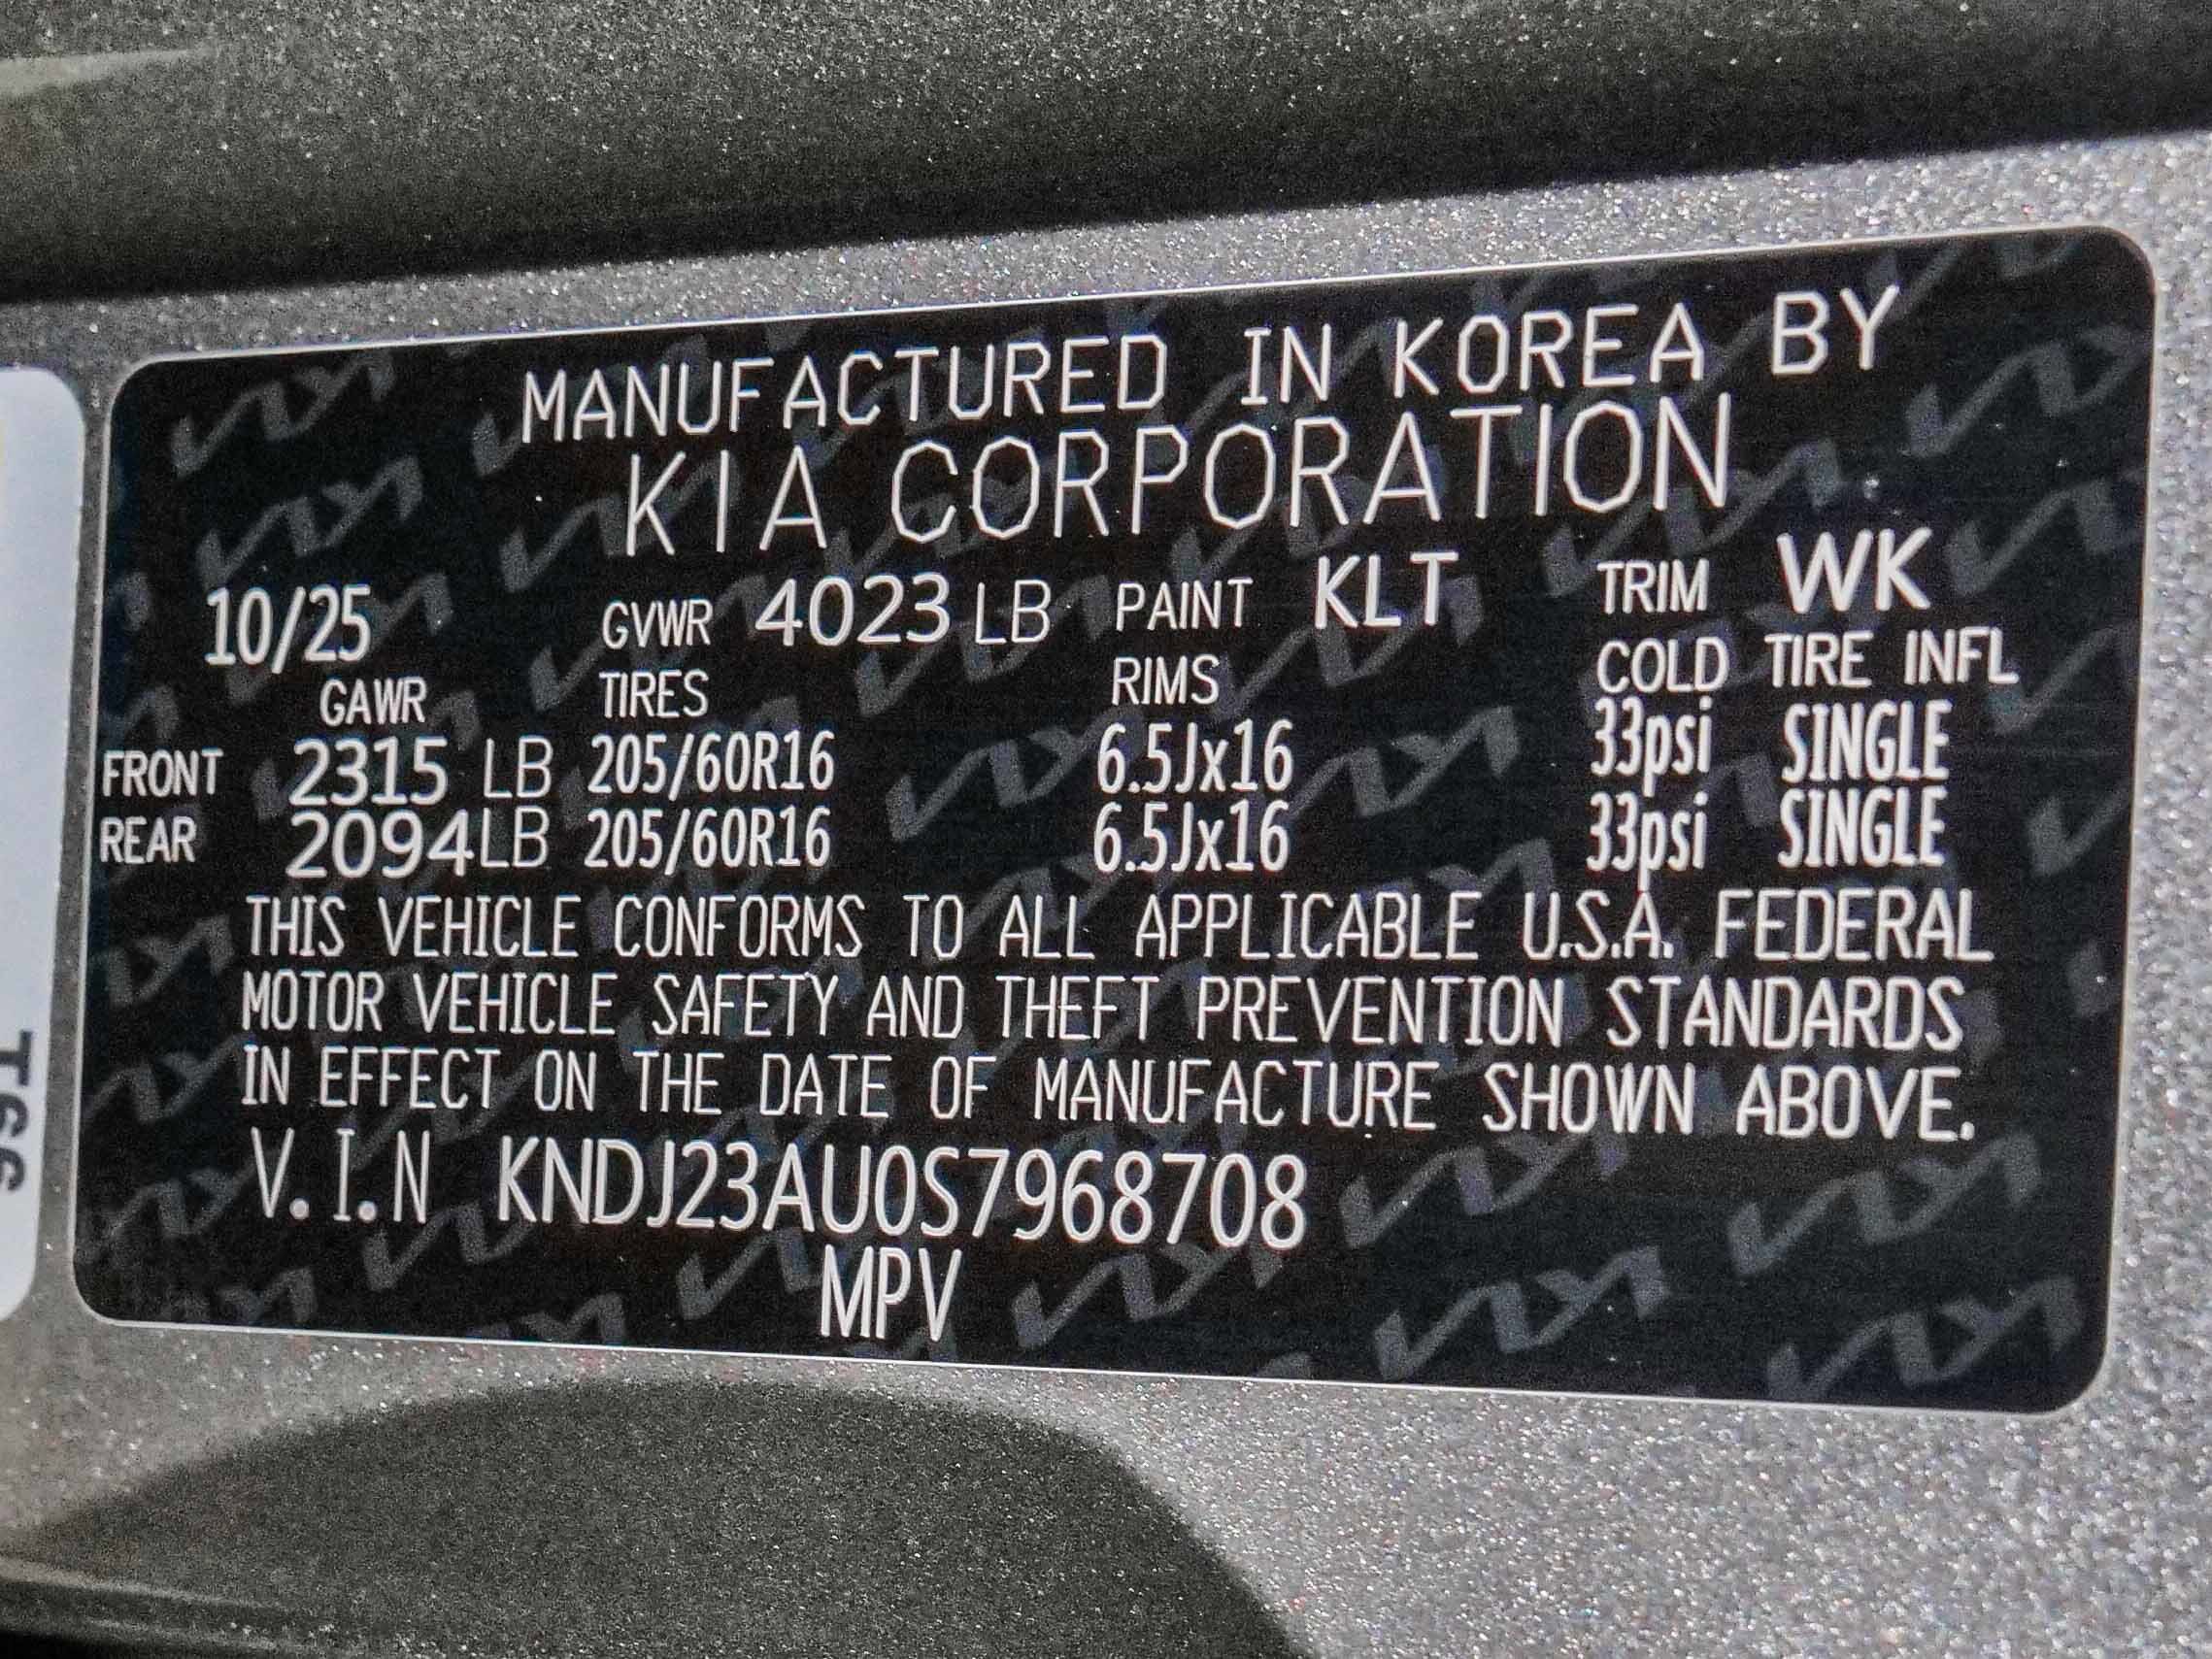 MANUFACTURED IN KOREA BY
KIA CORPORATION
10/25 GVWR 4023 LB PAINT KLT TRIM WK
GAWR TIRES RIMS COLD TIRE INFL
FRONT 2315 LB 205/60R16 6.5Jx16 33psi SINGLE
REAR 2094LB 205/60R16 6.5Jx16 33psi SINGLE
THIS VEHICLE CONFORMS TO ALL APPLICABLE U.S.A. FEDERAL
MOTOR VEHICLE SAFETY AND THEFT PREVENTION STANDARDS
IN EFFECT ON THE DATE OF MANUFACTURE SHOWN ABOVE.
V.I.N KNDJ23AU0S7968708
MPV